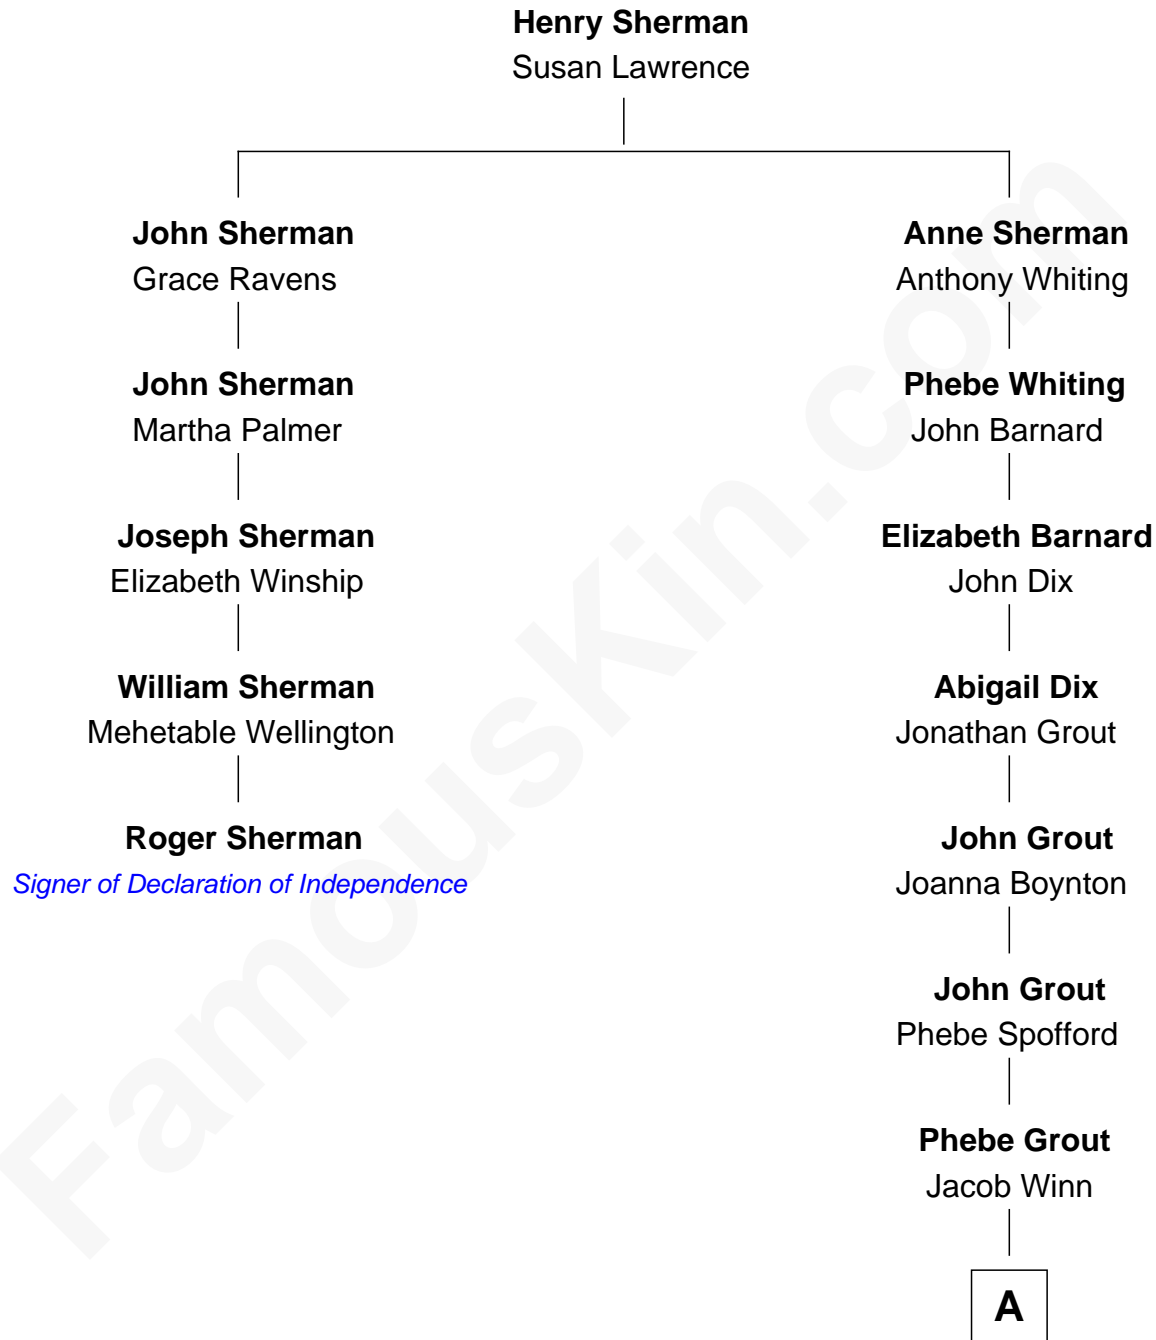 Henry Sherman
Susan Lawrence
John Sherman
Grace Ravens
John Sherman
Martha Palmer
Joseph Sherman
Elizabeth Winship
William Sherman
Mehetable Wellington
Roger Sherman
Signer of Declaration of Independence
Anne Sherman
Anthony Whiting
Phebe Whiting
John Barnard
Elizabeth Barnard
John Dix
Abigail Dix
Jonathan Grout
John Grout
Joanna Boynton
John Grout
Phebe Spofford
Phebe Grout
Jacob Winn
A
FamousKin.com